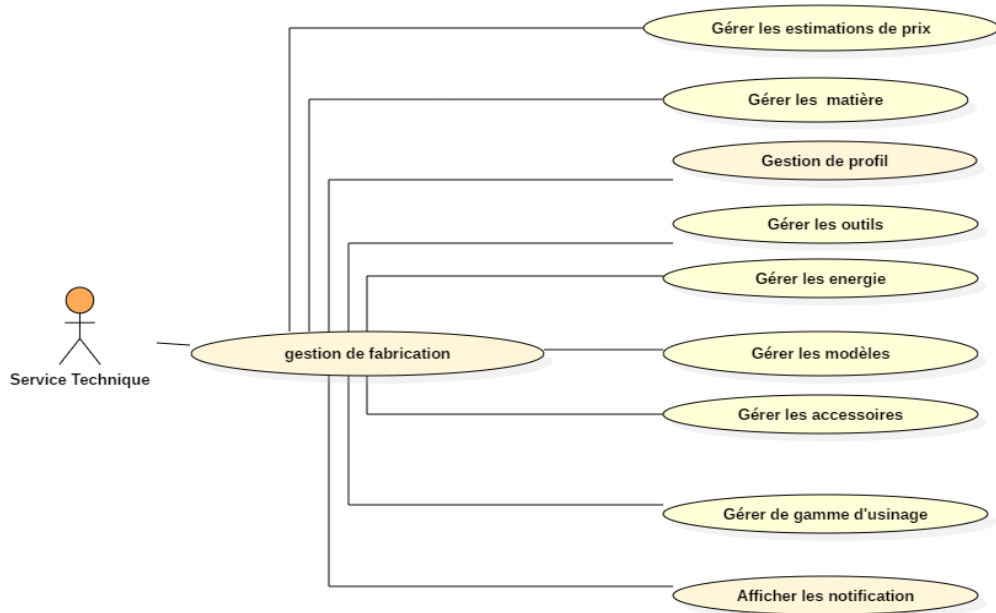 Gérer les estimations de prix
Gérer les matière
Gestion de profil
Gérer les outils
Gérer les energie
gestion de fabrication
Gérer les modèles
Service Technique
Gérer les accessoires
Gérer de gamme d'usinage
Afficher les notification